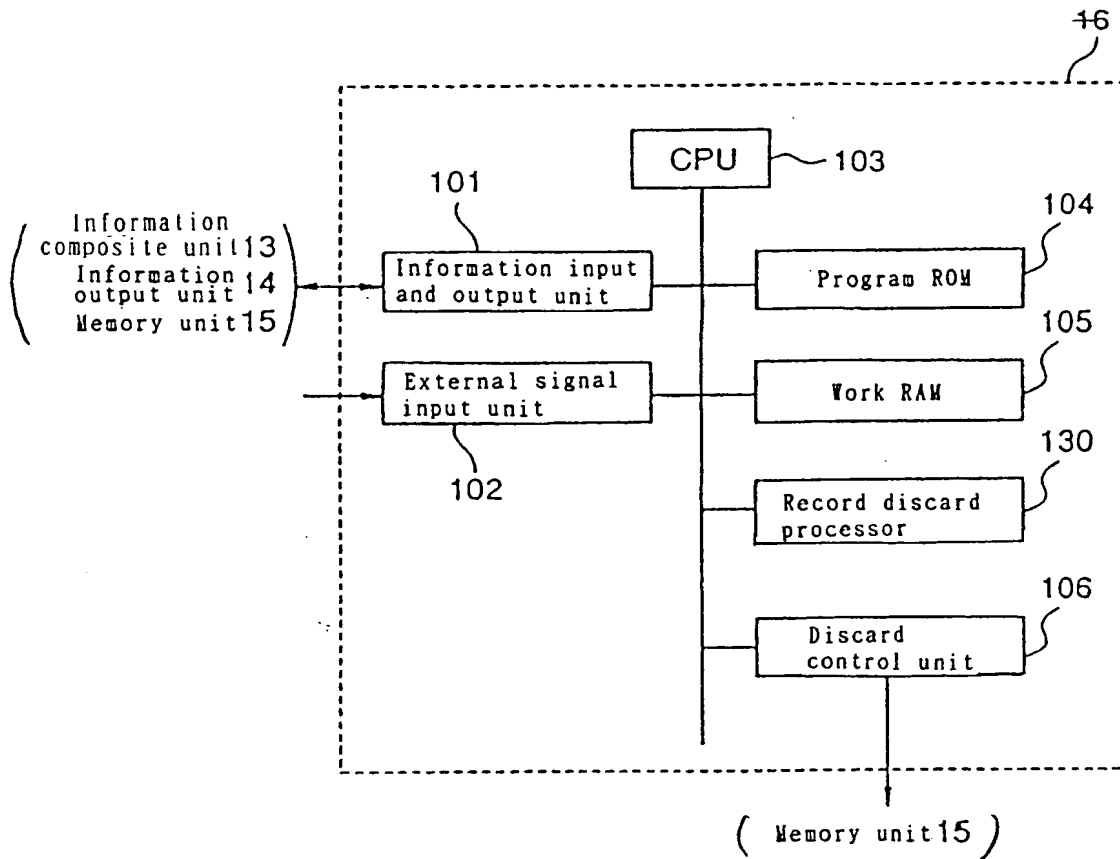 16
CPU
103
101
104
Information
composite unit 13
Information
output unit 14
Memory unit 15
Information input
and output unit
Program ROM
105
External signal
input unit
Work RAM
102
130
Record discard
processor
106
Discard
control unit
( Memory unit 15 )